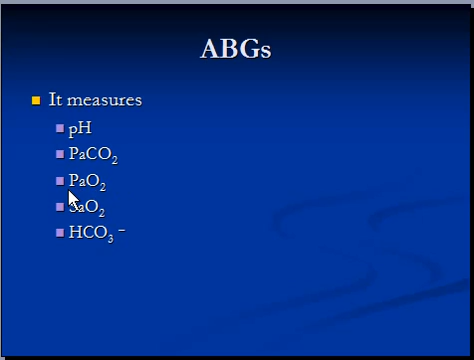 ABGs
It measures
pH
PaCO₂
PaO₂
SaO₂
HCO₃⁻